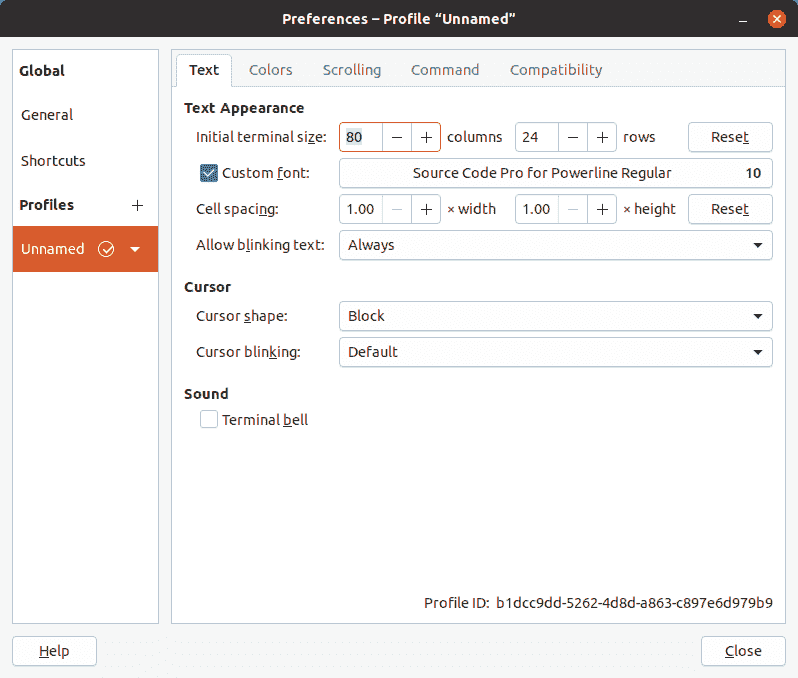 Preferences – Profile “Unnamed”
Global
General
Shortcuts
Profiles
Unnamed
Text Colors Scrolling Command Compatibility
Text Appearance
Initial terminal size: 80 columns 24 rows Reset
Custom font: Source Code Pro for Powerline Regular 10
Cell spacing: 1.00 × width 1.00 × height Reset
Allow blinking text: Always
Cursor
Cursor shape: Block
Cursor blinking: Default
Sound
Terminal bell
Profile ID: b1dcc9dd-5262-4d8d-a863-c897e6d979b9
Help Close